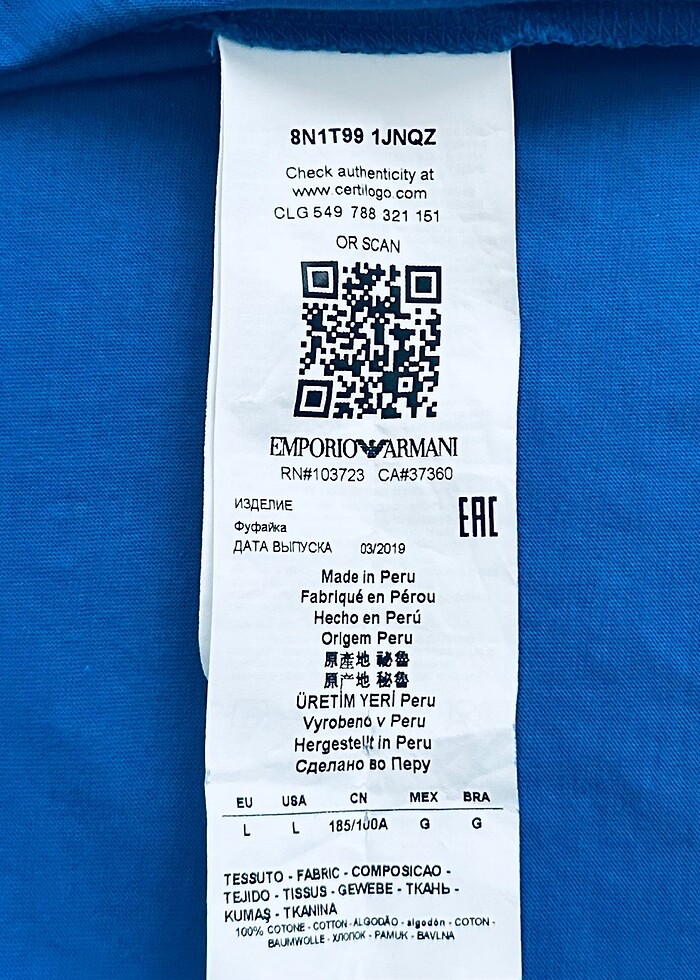 8N1T99 1JNQZ
Check authenticity at
www.certilogo.com
CLG 549 788 321 151
OR SCAN
EMPORIO ARMANI
RN#103723 CA#37360
ИЗДЕЛИЕ
EAC
Фуфайка
ДАТА ВЫПУСКА 03/2019
Made in Peru
Fabriqué en Pérou
Hecho en Perú
Origem Peru
原產地 祕魯
原产地 秘鲁
ÜRETİM YERİ Peru
Vyrobeno v Peru
Hergestellt in Peru
Сделано во Перу
EU USA CN MEX BRA
L L 185/100A G G
TESSUTO - FABRIC - COMPOSICAO -
TEJIDO - TISSUS - GEWEBE - ТКАНЬ -
KUMAŞ - TKANINA
100% COTONE - COTTON - ALGODÃO - algodón - COTON -
BAUMWOLLE - ХЛОПОК - PAMUK - BAVLNA